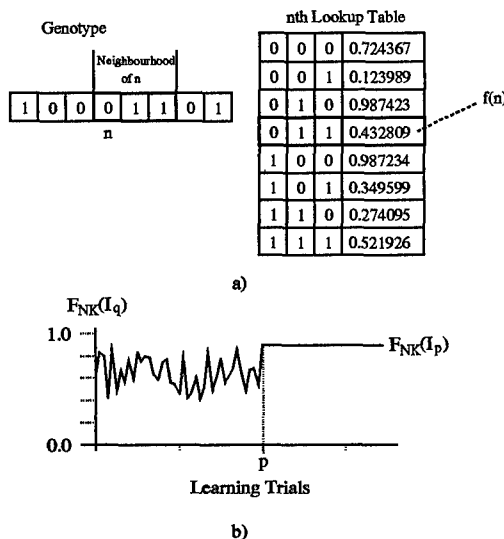 Genotype
Neighbourhood
of n
1 0 0 0 1 1 0 1
n
nth Lookup Table
0 0 0 0.724367
0 0 1 0.123989
0 1 0 0.987423
0 1 1 0.432809
1 0 0 0.987234
1 0 1 0.349599
1 1 0 0.274095
1 1 1 0.521926
f(n)
a)
F_NK(I_q)
1.0
0.0
F_NK(I_p)
p
Learning Trials
b)